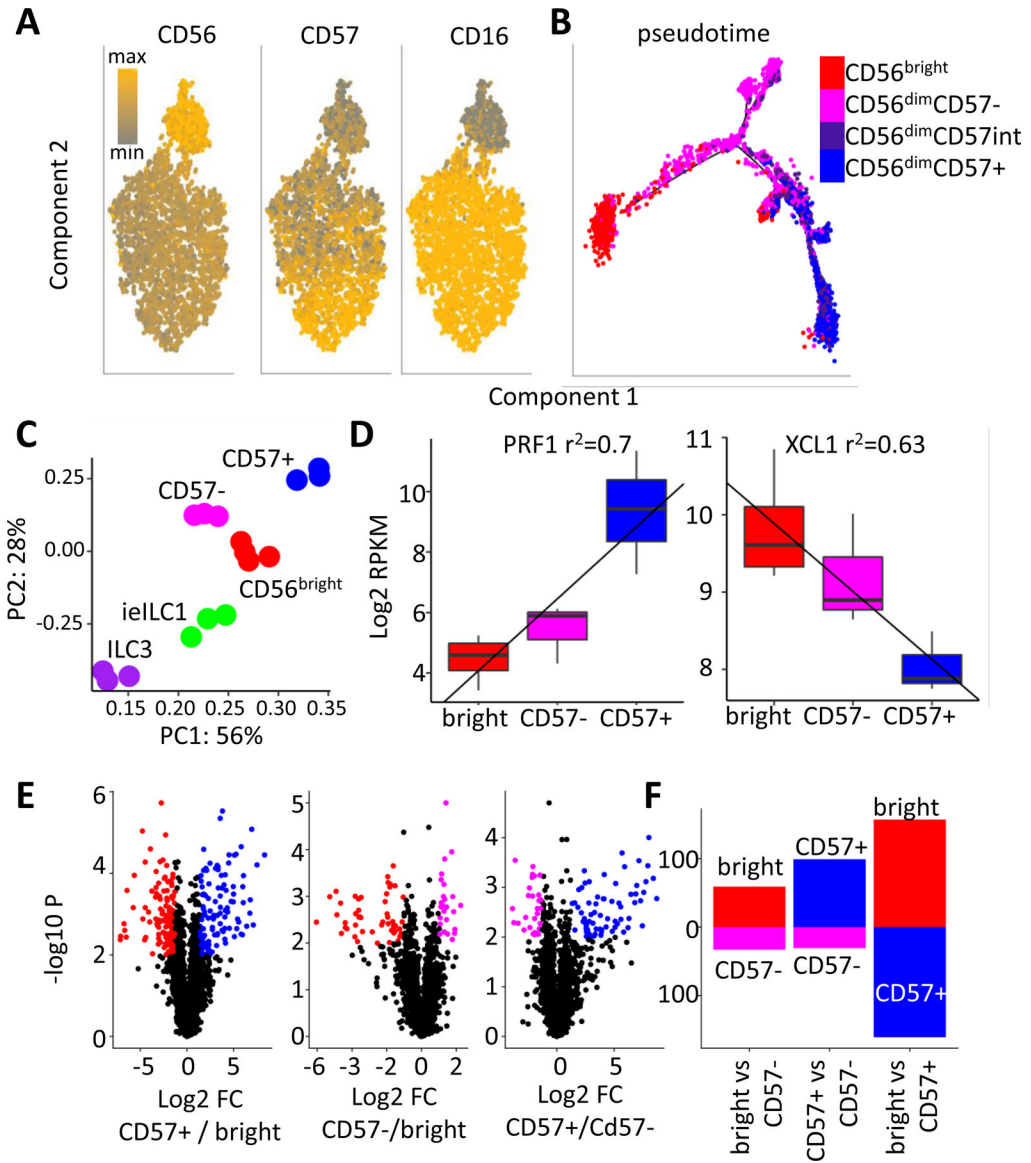 A
CD56
CD57
CD16
max
min
Component 2
B
pseudotime
CD56bright
CD56dimCD57-
CD56dimCD57int
CD56dimCD57+
Component 1
C
CD57+
CD57-
CD56bright
ieILC1
ILC3
0.25
0.00
-0.25
PC2: 28%
0.15 0.20 0.25 0.30 0.35
PC1: 56%
D
PRF1 r²=0.7
10
8
6
4
Log2 RPKM
bright CD57- CD57+
XCL1 r²=0.63
11
10
9
8
bright CD57- CD57+
E
6
4
2
0
-log10 P
-5 0 5
Log2 FC
CD57+ / bright
5
4
3
2
1
0
-6 -4 -2 0 2
Log2 FC
CD57-/bright
4
3
2
1
0
0 5
Log2 FC
CD57+/Cd57-
F
100
0
100
bright
CD57-
CD57+
CD57-
bright
CD57+
bright vs
CD57-
CD57+ vs
CD57-
bright vs
CD57+